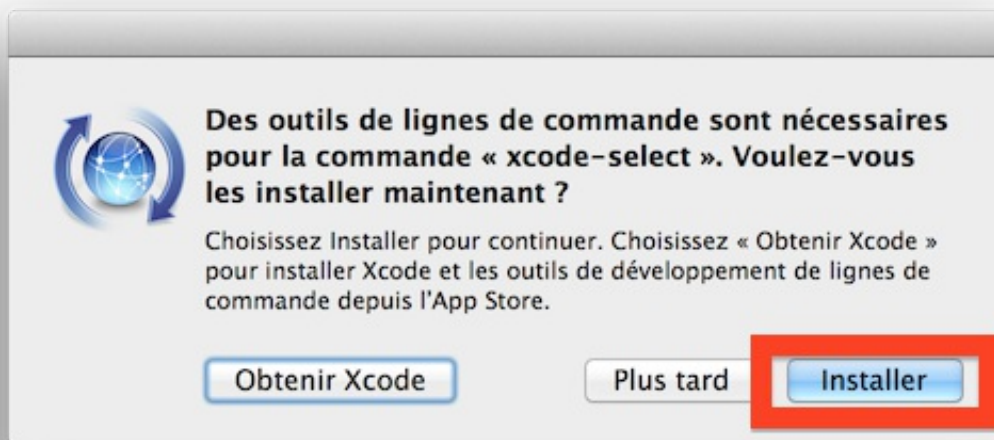 Des outils de lignes de commande sont nécessaires
pour la commande « xcode-select ». Voulez-vous
les installer maintenant ?
Choisissez Installer pour continuer. Choisissez « Obtenir Xcode »
pour installer Xcode et les outils de développement de lignes de
commande depuis l'App Store.
Obtenir Xcode
Plus tard
Installer